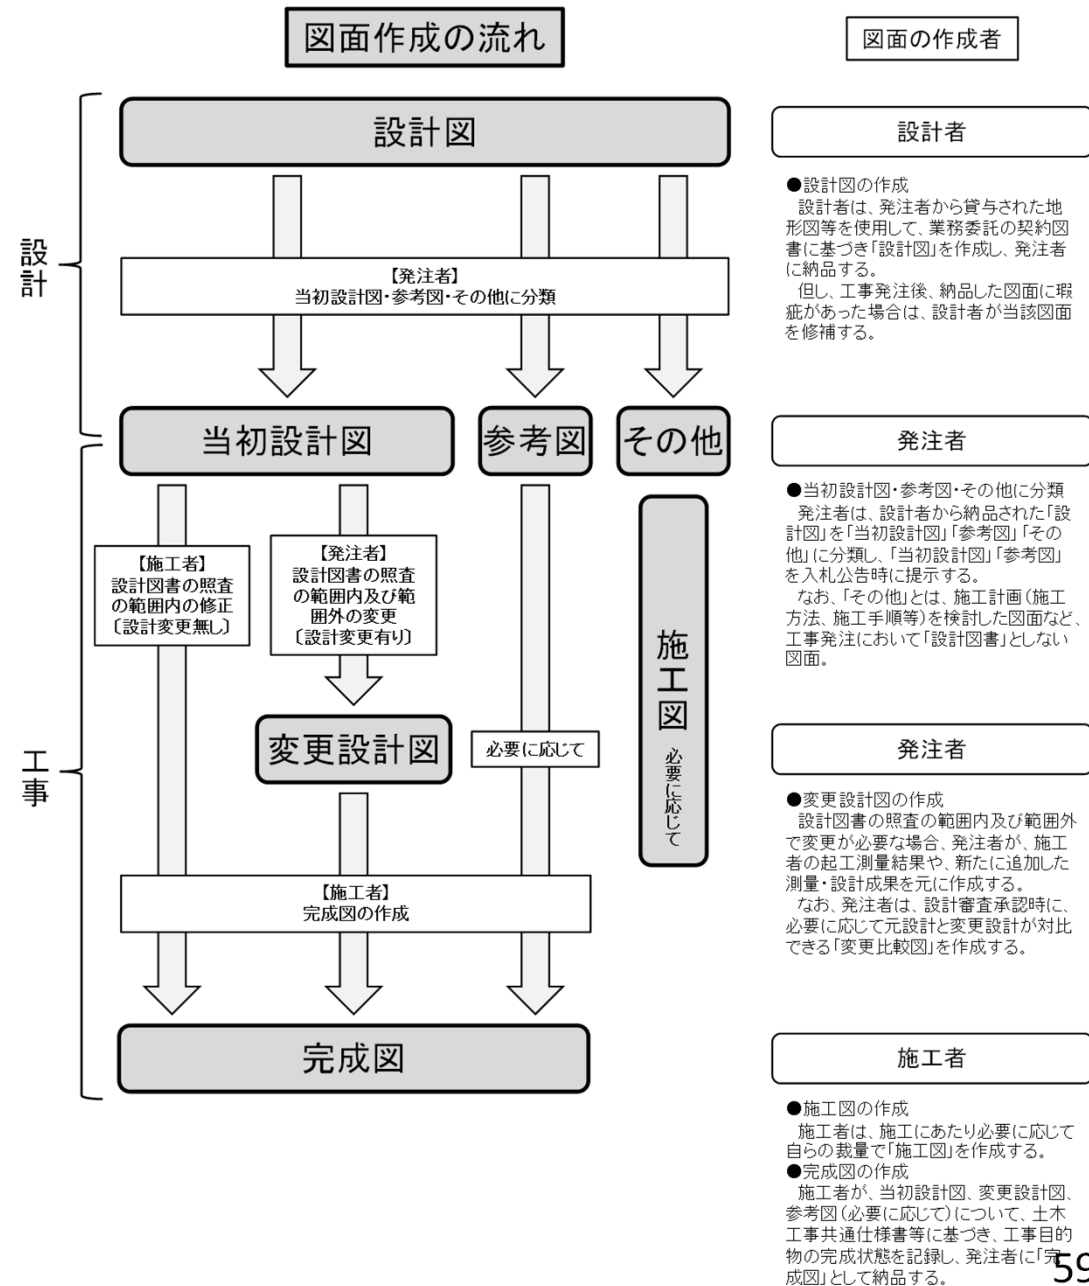 図面作成の流れ
図面の作成者
設計
設計図
【発注者】
当初設計図・参考図・その他に分類
設計者
●設計図の作成
設計者は、発注者から貸与された地
形図等を使用して、業務委託の契約図
書に基づき「設計図」を作成し、発注者
に納品する。
但し、工事発注後、納品した図面に瑕
疵があった場合は、設計者が当該図面
を修補する。
工事
当初設計図
参考図
その他
【施工者】
設計図書の照査
の範囲内の修正
〔設計変更無し〕
【発注者】
設計図書の照査
の範囲内及び範
囲外の変更
〔設計変更有り〕
変更設計図
必要に応じて
施工図 必要に応じて
【施工者】
完成図の作成
完成図
発注者
●当初設計図・参考図・その他に分類
発注者は、設計者から納品された「設
計図」を「当初設計図」「参考図」「その
他」に分類し、「当初設計図」「参考図」
を入札公告時に提示する。
なお、「その他」とは、施工計画(施工
方法、施工手順等)を検討した図面など、
工事発注において「設計図書」としない
図面。
発注者
●変更設計図の作成
設計図書の照査の範囲内及び範囲外
で変更が必要な場合、発注者が、施工
者の起工測量結果や、新たに追加した
測量・設計成果を元に作成する。
なお、発注者は、設計審査承認時に、
必要に応じて元設計と変更設計が対比
できる「変更比較図」を作成する。
施工者
●施工図の作成
施工者は、施工にあたり必要に応じて
自らの裁量で「施工図」を作成する。
●完成図の作成
施工者が、当初設計図、変更設計図、
参考図(必要に応じて)について、土木
工事共通仕様書等に基づき、工事目的
物の完成状態を記録し、発注者に「完
成図」として納品する。
59